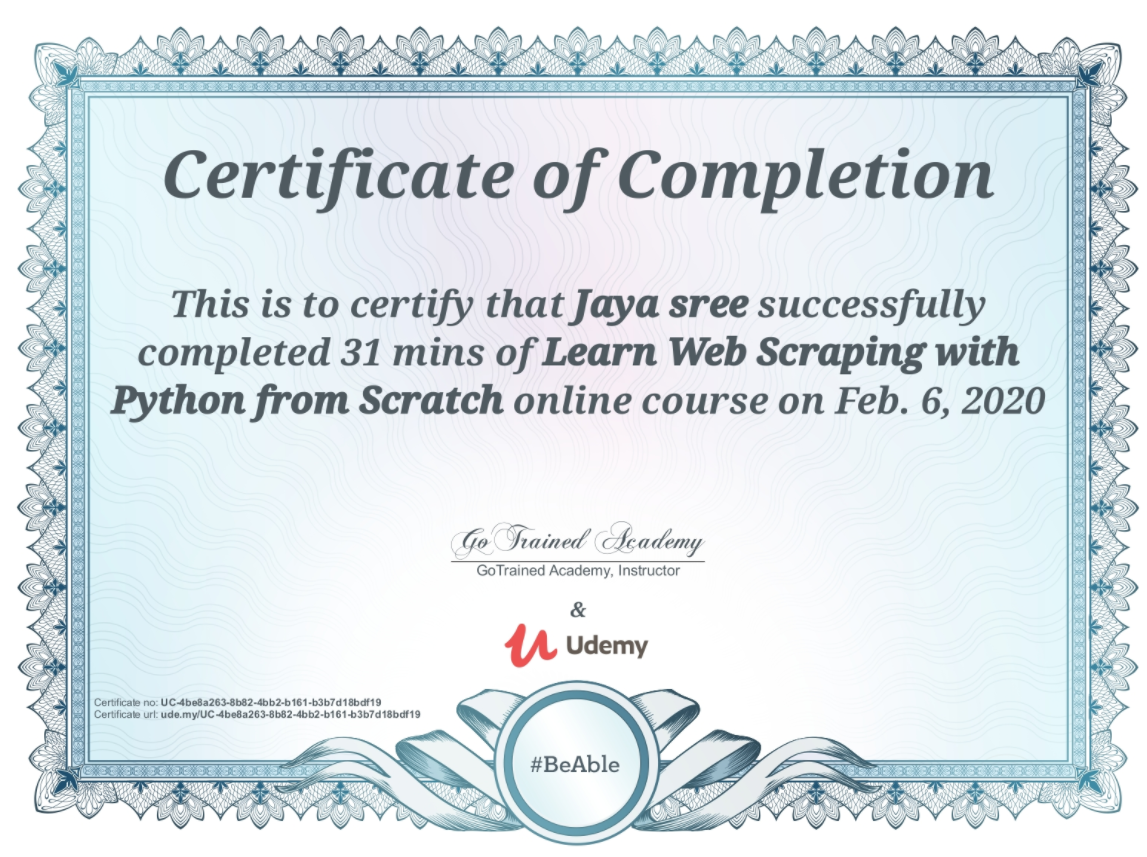 Certificate of Completion
This is to certify that Jaya sree successfully
completed 31 mins of Learn Web Scraping with
Python from Scratch online course on Feb. 6, 2020
Go Trained Academy
GoTrained Academy, Instructor
&
Udemy
Certificate no: UC-4be8a263-8b82-4bb2-b161-b3b7d18bdf19
Certificate url: ude.my/UC-4be8a263-8b82-4bb2-b161-b3b7d18bdf19
#BeAble